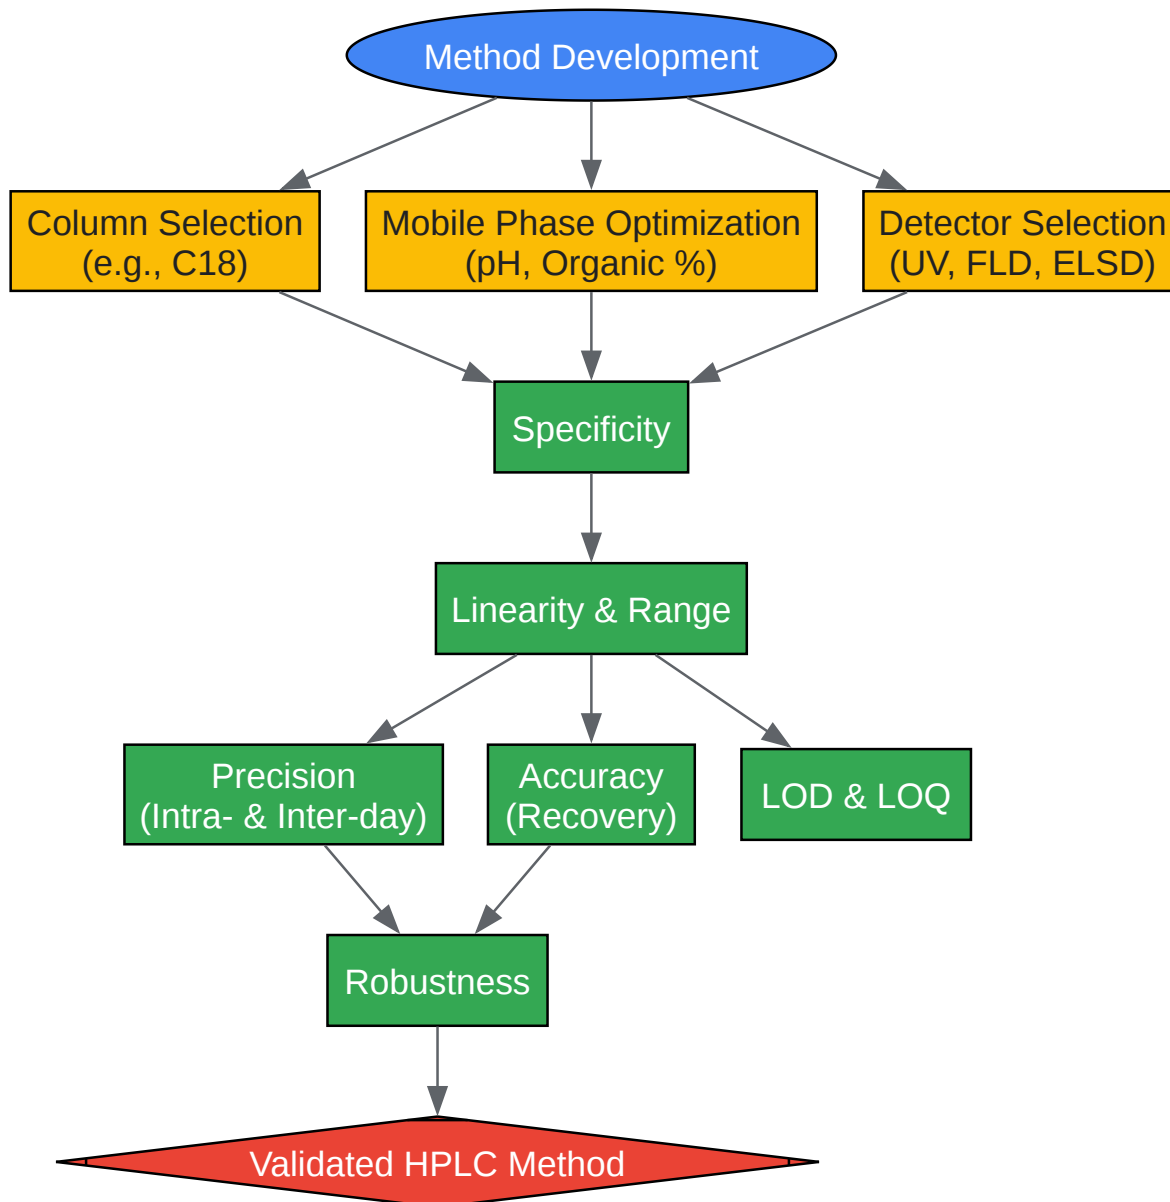 Method Development
Column Selection
(e.g., C18)
Mobile Phase Optimization
(pH, Organic %)
Detector Selection
(UV, FLD, ELSD)
Specificity
Linearity & Range
Precision
(Intra- & Inter-day)
Accuracy
(Recovery)
LOD & LOQ
Robustness
Validated HPLC Method